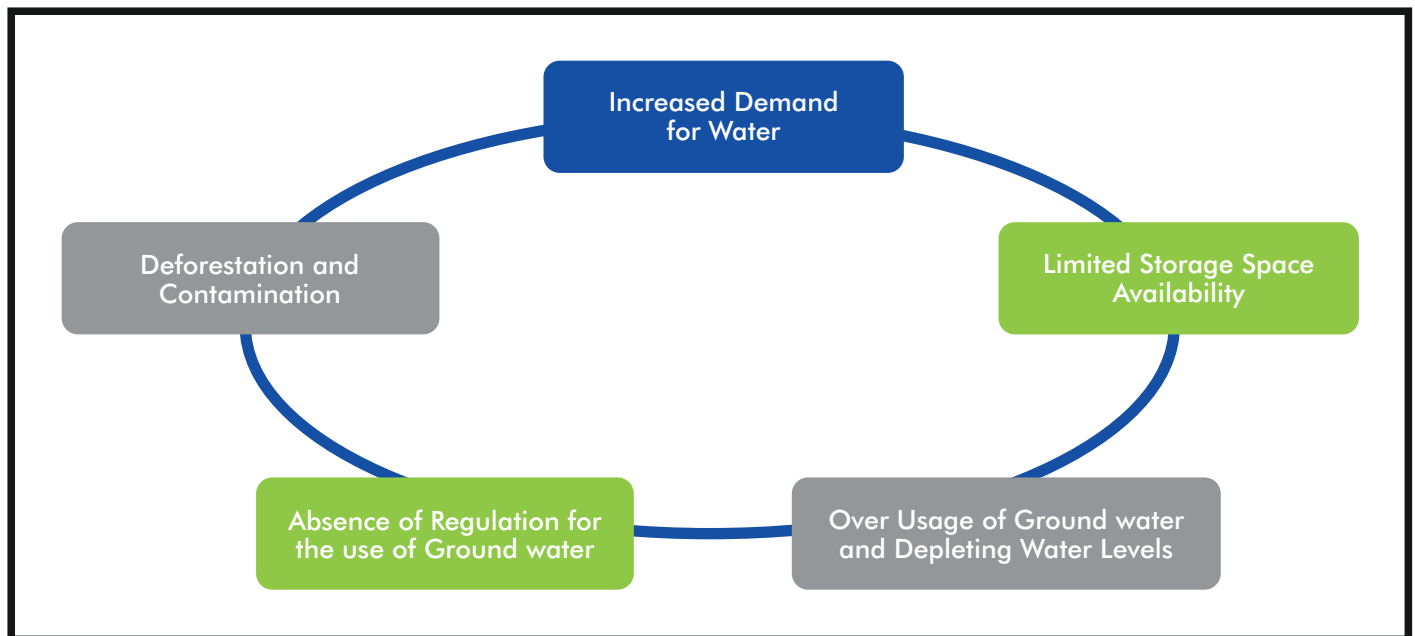 Increased Demand
for Water
Limited Storage Space
Availability
Over Usage of Ground water
and Depleting Water Levels
Absence of Regulation for
the use of Ground water
Deforestation and
Contamination